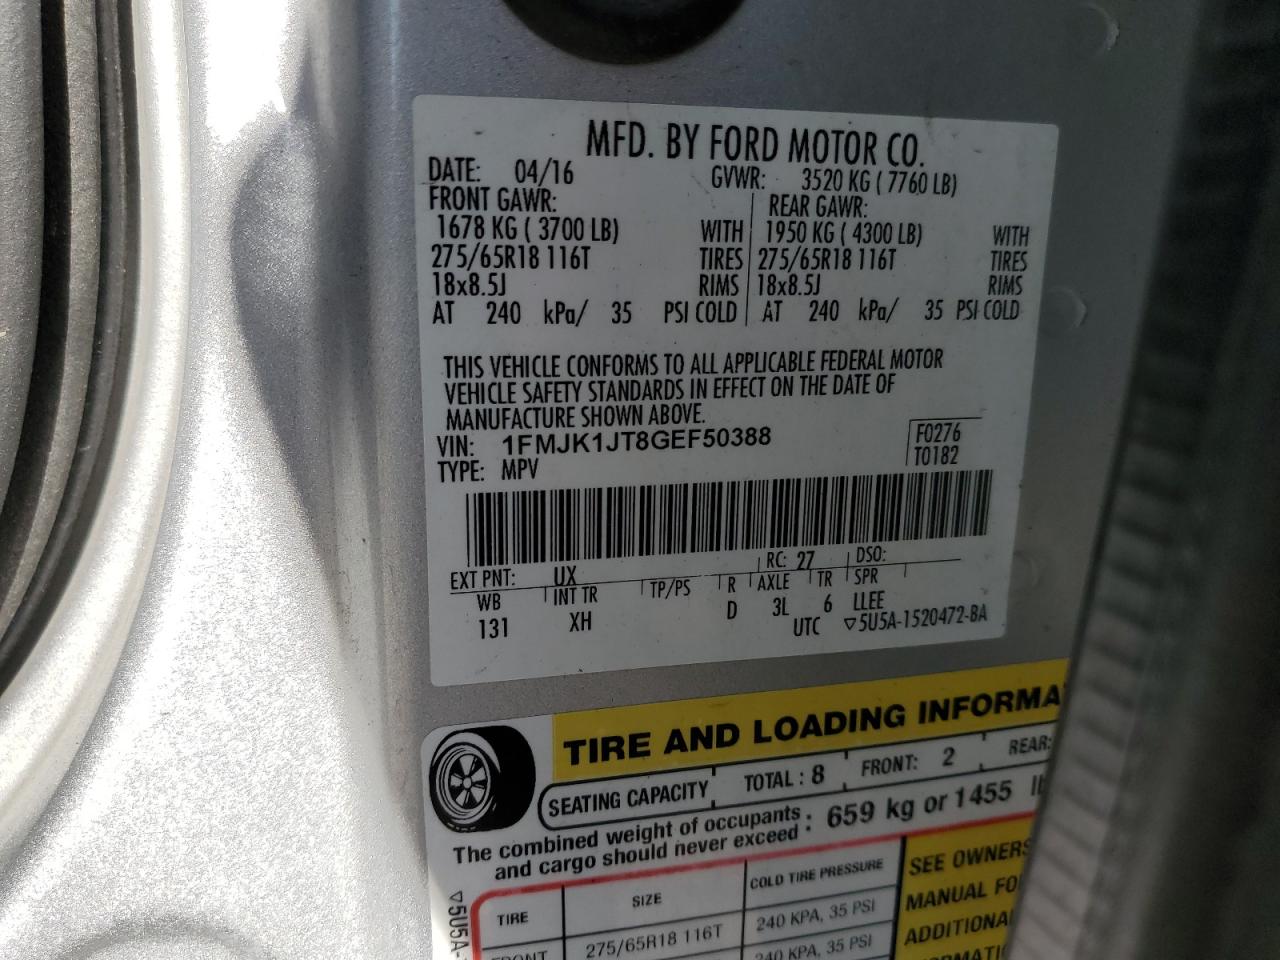 MFD. BY FORD MOTOR CO.
DATE: 04/16 GVWR: 3520 KG ( 7760 LB)
FRONT GAWR: REAR GAWR:
1678 KG ( 3700 LB) WITH 1950 KG ( 4300 LB) WITH
275/65R18 116T TIRES 275/65R18 116T TIRES
18x8.5J RIMS 18x8.5J RIMS
AT 240 kPa/ 35 PSI COLD AT 240 kPa/ 35 PSI COLD
THIS VEHICLE CONFORMS TO ALL APPLICABLE FEDERAL MOTOR
VEHICLE SAFETY STANDARDS IN EFFECT ON THE DATE OF
MANUFACTURE SHOWN ABOVE.
VIN: 1FMJK1JT8GEF50388 F0276
TYPE: MPV T0182
EXT PNT: UX RC: 27 DSO:
WB INT TR TP/PS R AXLE TR SPR
131 XH D 3L 6 LLEE
UTC ▽5U5A-1520472-BA
TIRE AND LOADING INFORMA
SEATING CAPACITY TOTAL : 8 FRONT: 2 REAR:
The combined weight of occupants
and cargo should never exceed : 659 kg or 1455
TIRE SIZE COLD TIRE PRESSURE
FRONT 275/65R18 116T 240 KPA, 35 PSI
240 KPA, 35 PSI
SEE OWNERS
MANUAL FO
ADDITIONA
▽5U5A-